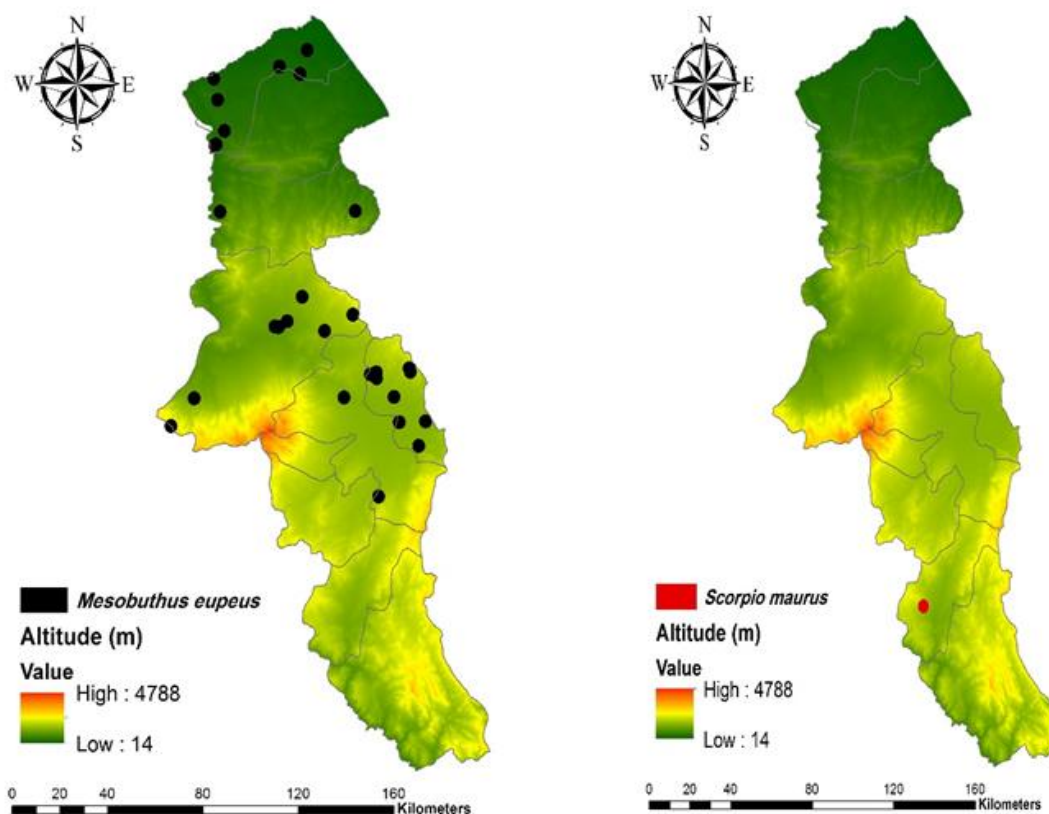 N
W E
S
Mesobuthus eupeus
Altitude (m)
Value
High : 4788
Low : 14
0 20 40 80 120 160
Kilometers
N
W E
S
Scorpio maurus
Altitude (m)
Value
High : 4788
Low : 14
0 20 40 80 120 160
Kilometers